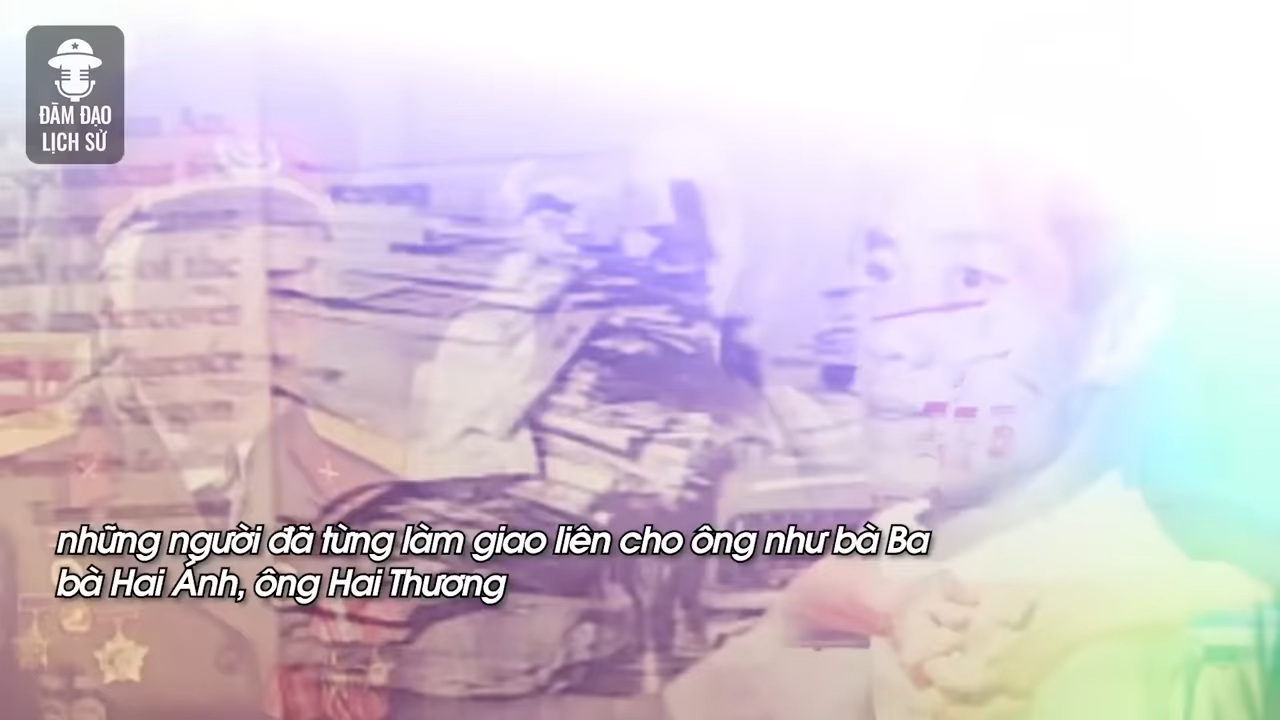 ĐÀM ĐẠO
LỊCH SỬ
những người đã từng làm giao liên cho ông như bà Ba
bà Hai Ánh, ông Hai Thương